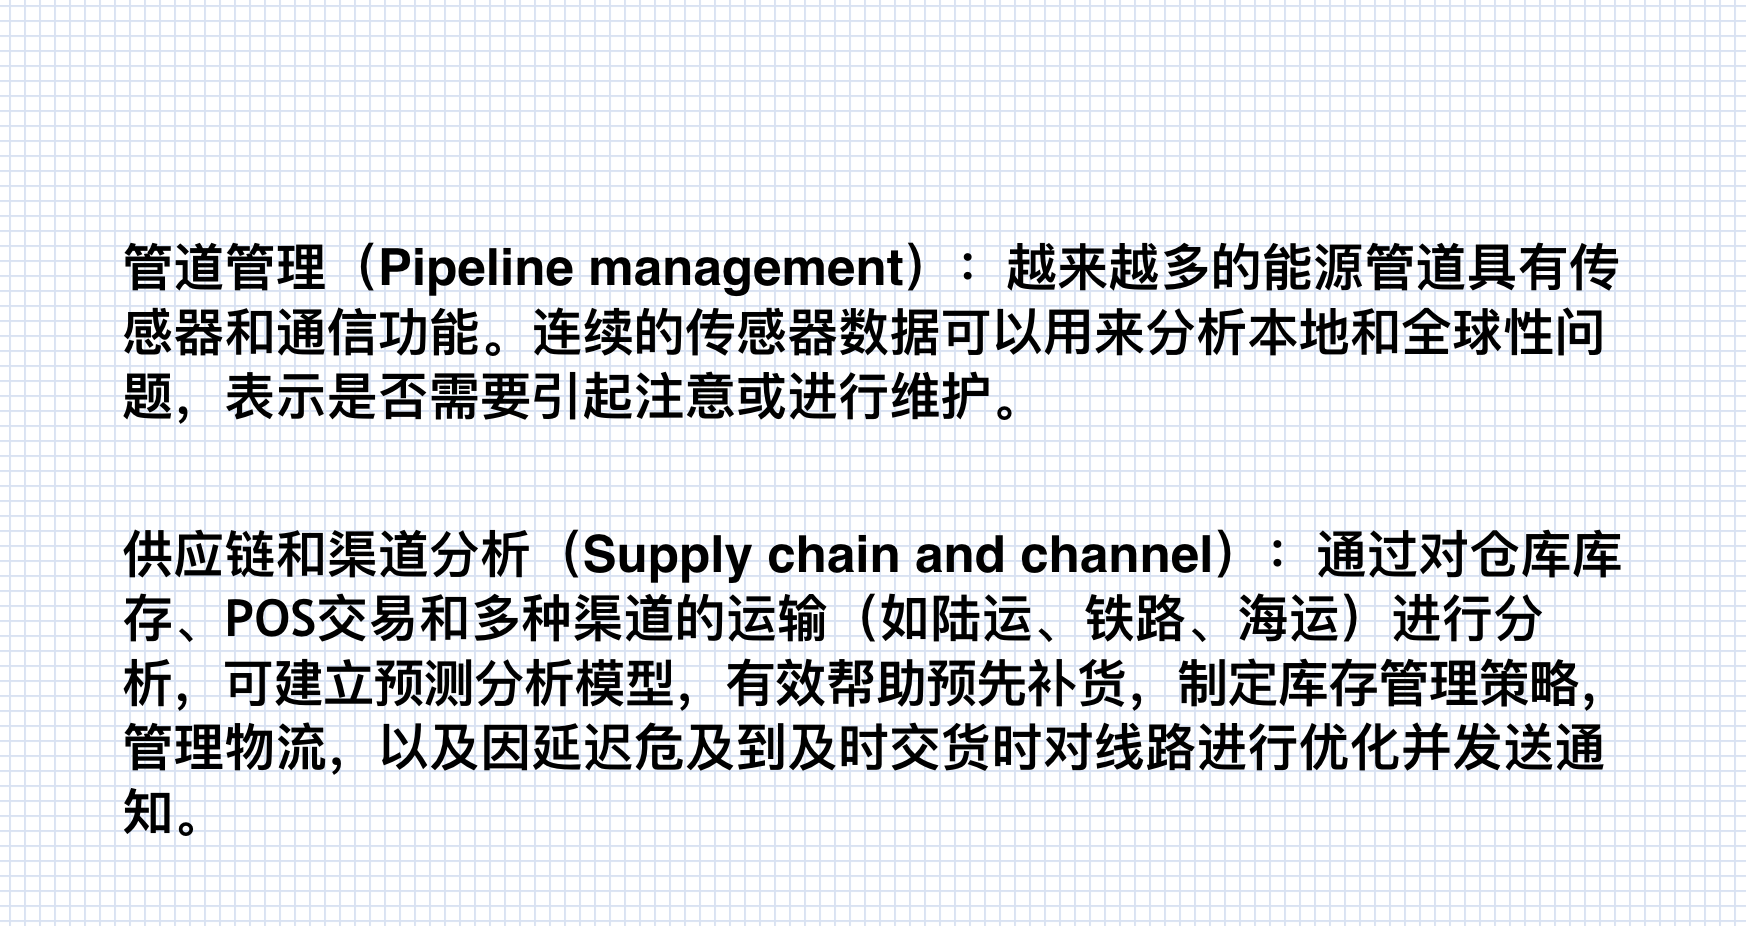 管道管理（Pipeline management）：越来越多的能源管道具有传
感器和通信功能。连续的传感器数据可以用来分析本地和全球性问
题，表示是否需要引起注意或进行维护。
供应链和渠道分析（Supply chain and channel）：通过对仓库库
存、POS交易和多种渠道的运输（如陆运、铁路、海运）进行分
析，可建立预测分析模型，有效帮助预先补货，制定库存管理策略，
管理物流，以及因延迟危及到及时交货时对线路进行优化并发送通
知。